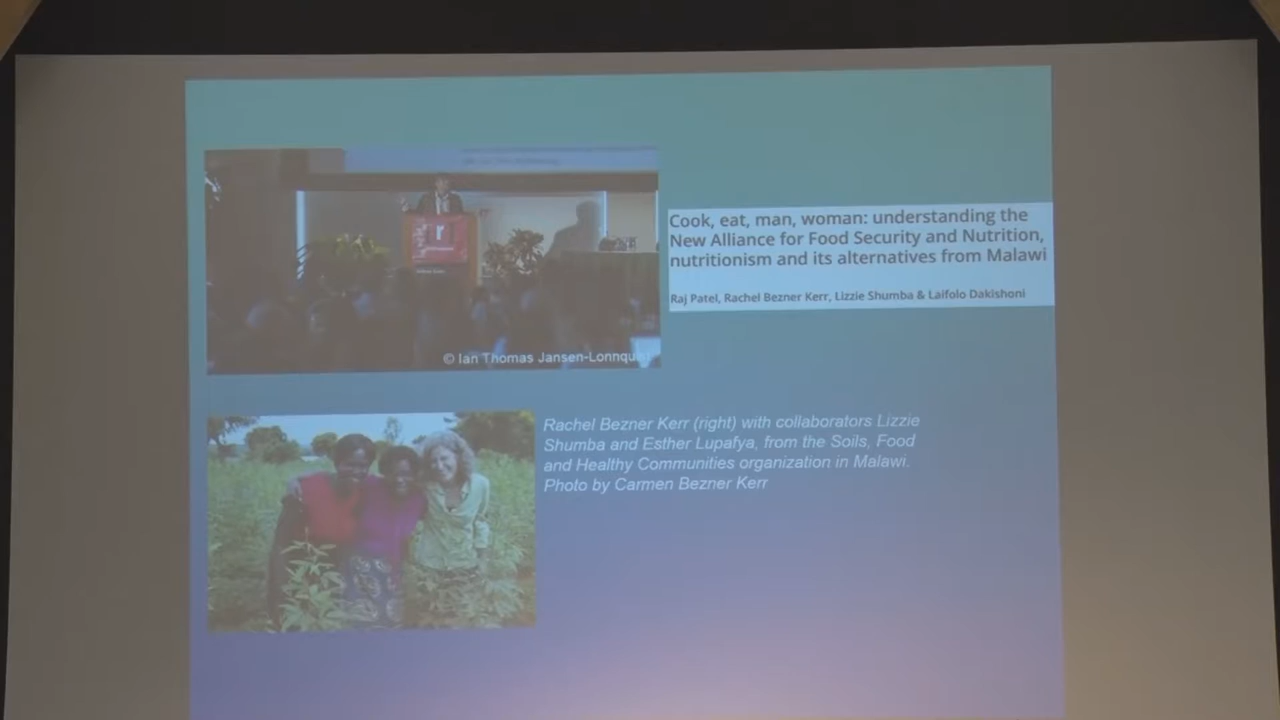 Cook, eat, man, woman: understanding the
New Alliance for Food Security and Nutrition,
nutritionism and its alternatives from Malawi
Raj Patel, Rachel Bezner Kerr, Lizzie Shumba & Laifolo Dakishoni
r
© Ian Thomas Jansen-Lonnqu
Rachel Bezner Kerr (right) with collaborators Lizzie
Shumba and Esther Lupafya, from the Soils, Food
and Healthy Communities organization in Malawi.
Photo by Carmen Bezner Kerr